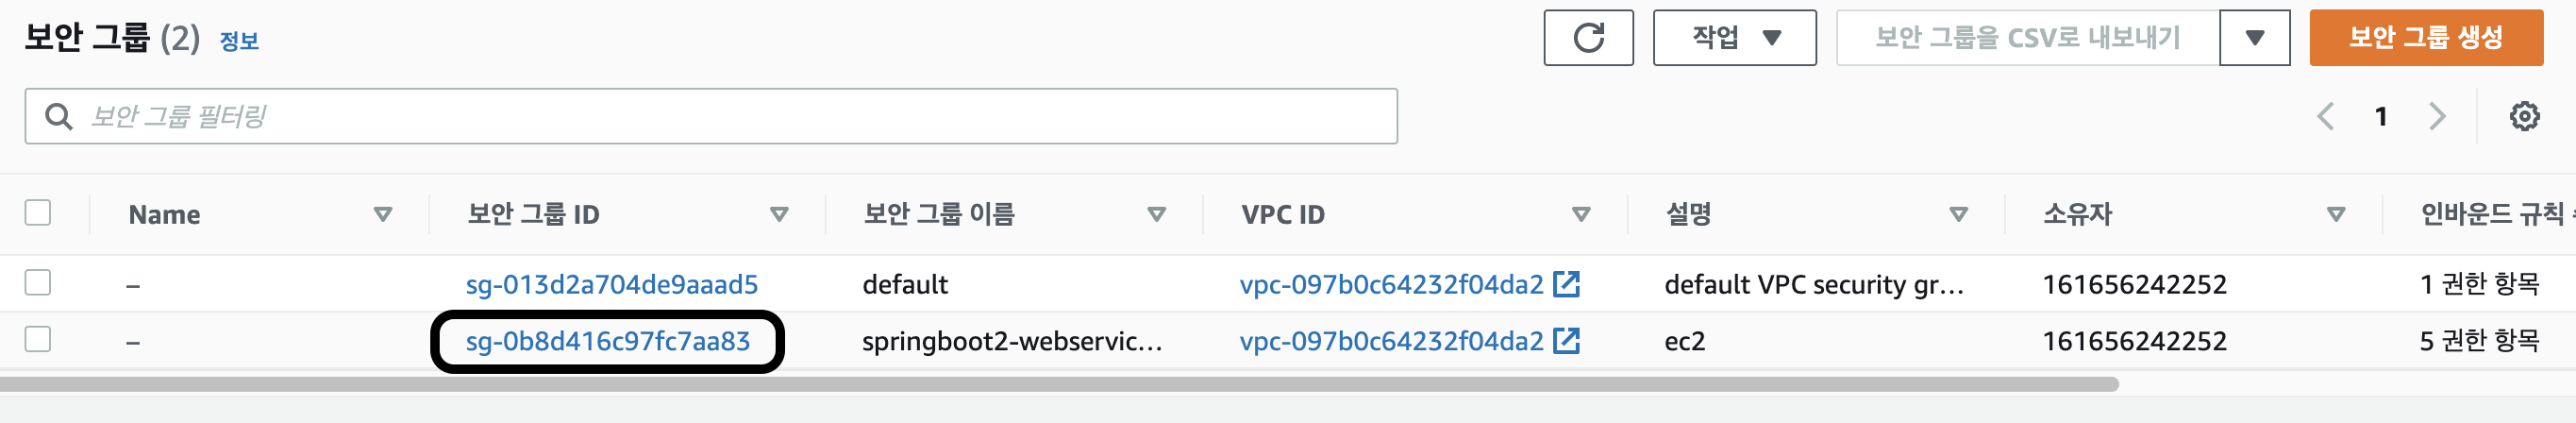 보안 그룹 (2) 정보 작업 보안 그룹을 CSV로 내보내기 보안 그룹 생성
보안 그룹 필터링 1
Name 보안 그룹 ID 보안 그룹 이름 VPC ID 설명 소유자 인바운드 규칙
– sg-013d2a704de9aaad5 default vpc-097b0c64232f04da2 default VPC security gr... 161656242252 1 권한 항목
– sg-0b8d416c97fc7aa83 springboot2-webservic... vpc-097b0c64232f04da2 ec2 161656242252 5 권한 항목